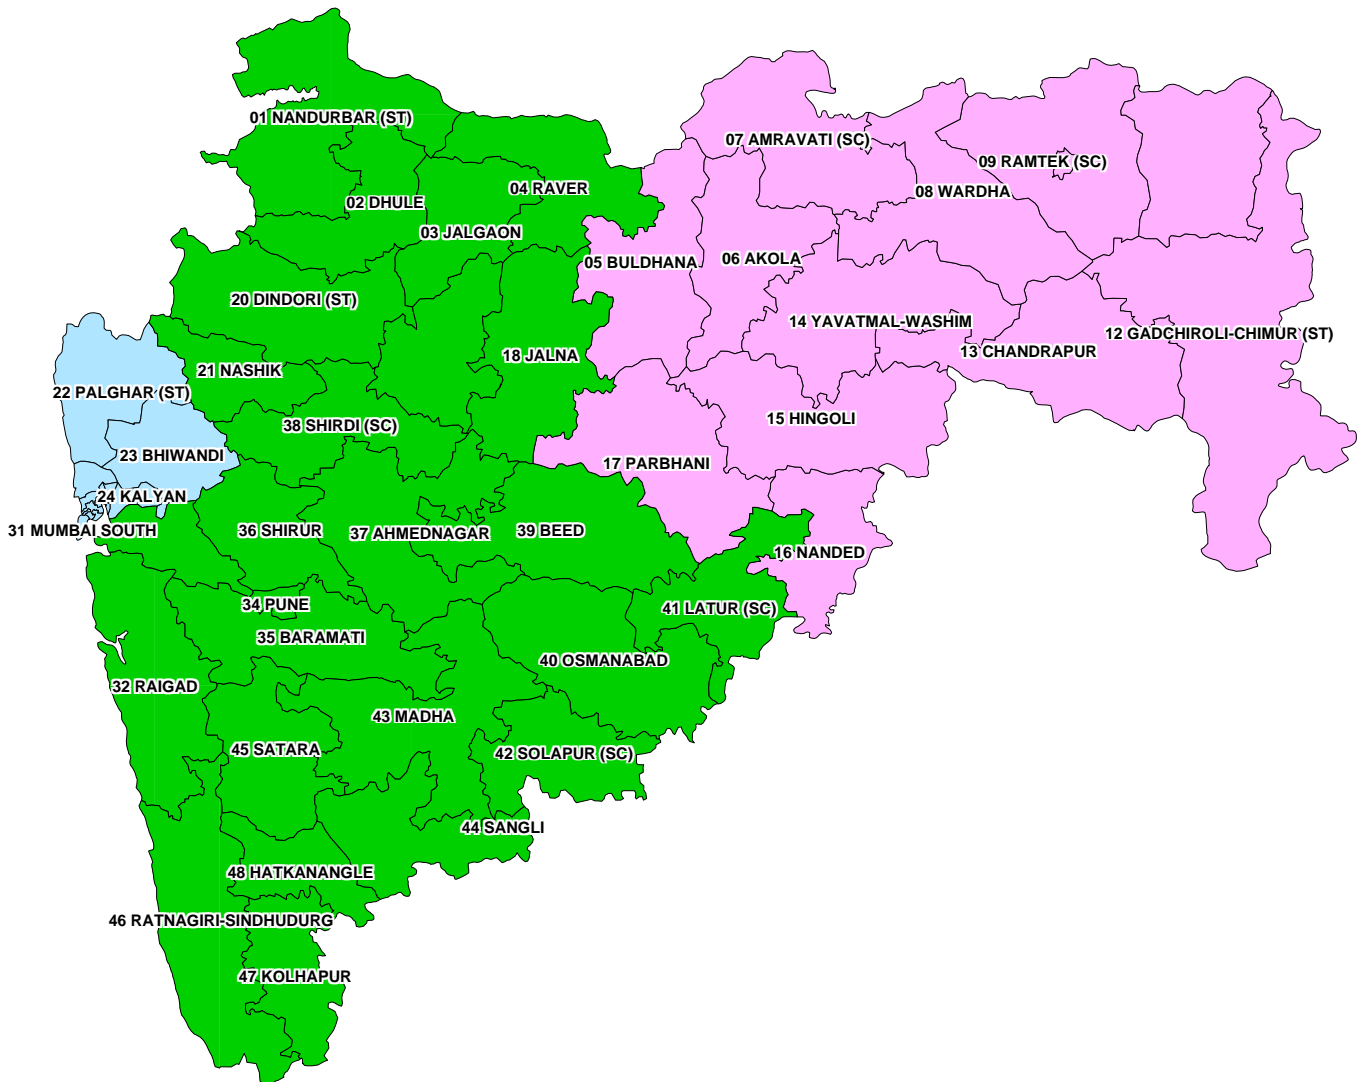 01 NANDURBAR (ST)
07 AMRAVATI (SC)
09 RAMTEK (SC)
04 RAVER
08 WARDHA
02 DHULE
03 JALGAON
05 BULDHANA
06 AKOLA
20 DINDORI (ST)
14 YAVATMAL-WASHIM
12 GADCHIROLI-CHIMUR (ST)
18 JALNA
13 CHANDRAPUR
21 NASHIK
22 PALGHAR (ST)
15 HINGOLI
38 SHIRDI (SC)
23 BHIWANDI
17 PARBHANI
24 KALYAN
31 MUMBAI SOUTH
36 SHIRUR
37 AHMEDNAGAR
39 BEED
16 NANDED
34 PUNE
41 LATUR (SC)
35 BARAMATI
40 OSMANABAD
32 RAIGAD
43 MADHA
45 SATARA
42 SOLAPUR (SC)
44 SANGLI
48 HATKANANGLE
46 RATNAGIRI-SINDHUDURG
47 KOLHAPUR